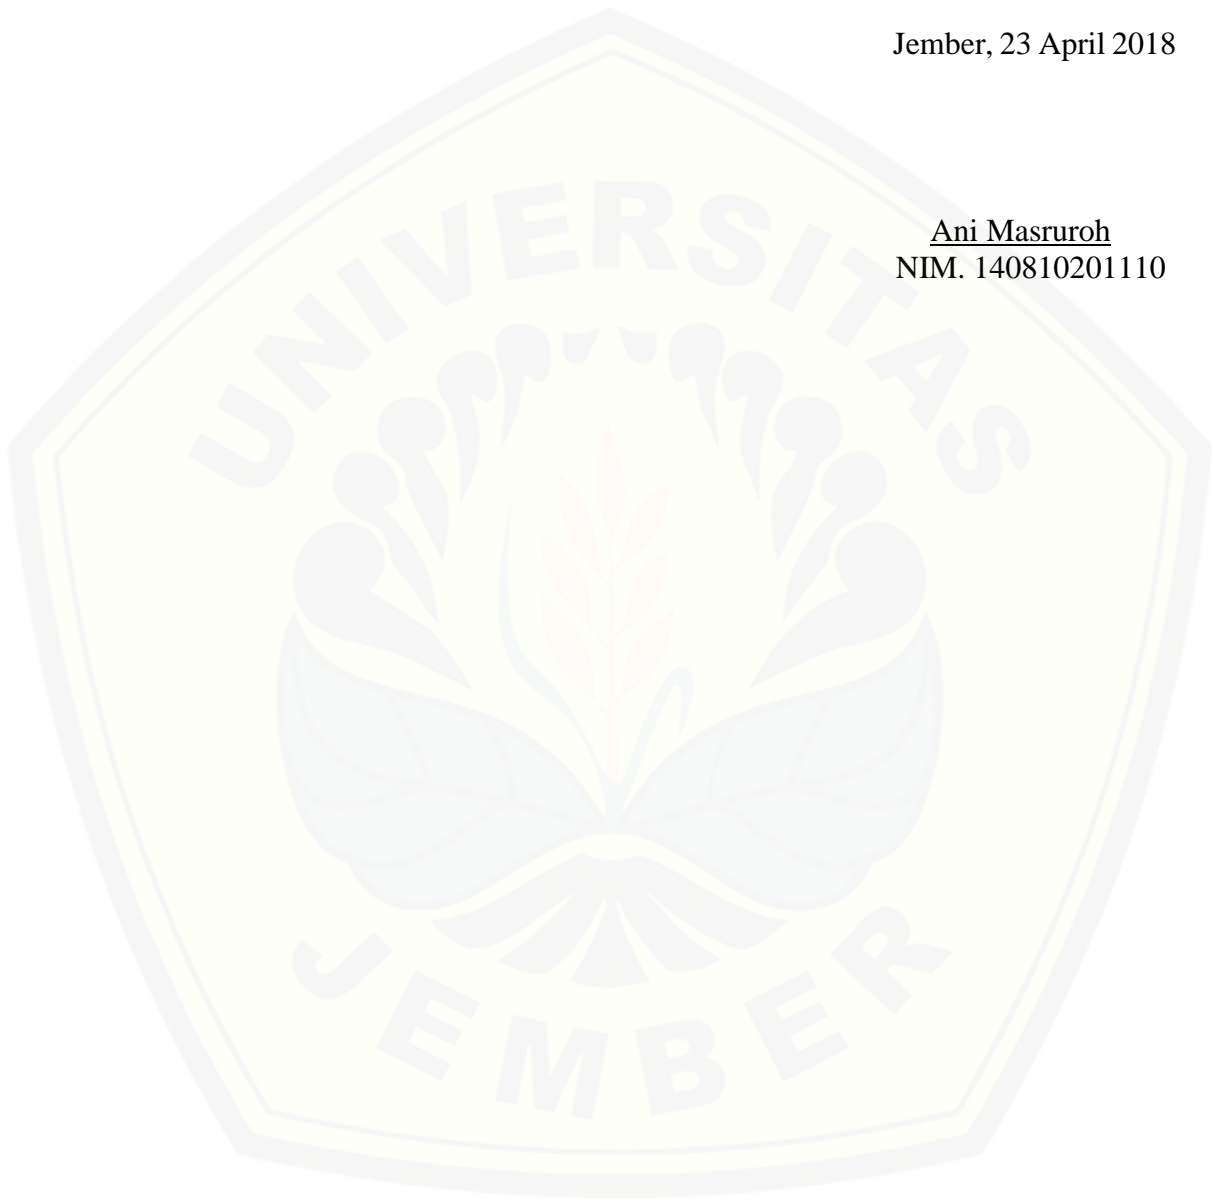 Jember, 23 April 2018
Ani Masruroh
NIM. 140810201110
UNIVERSITAS
JEMBER